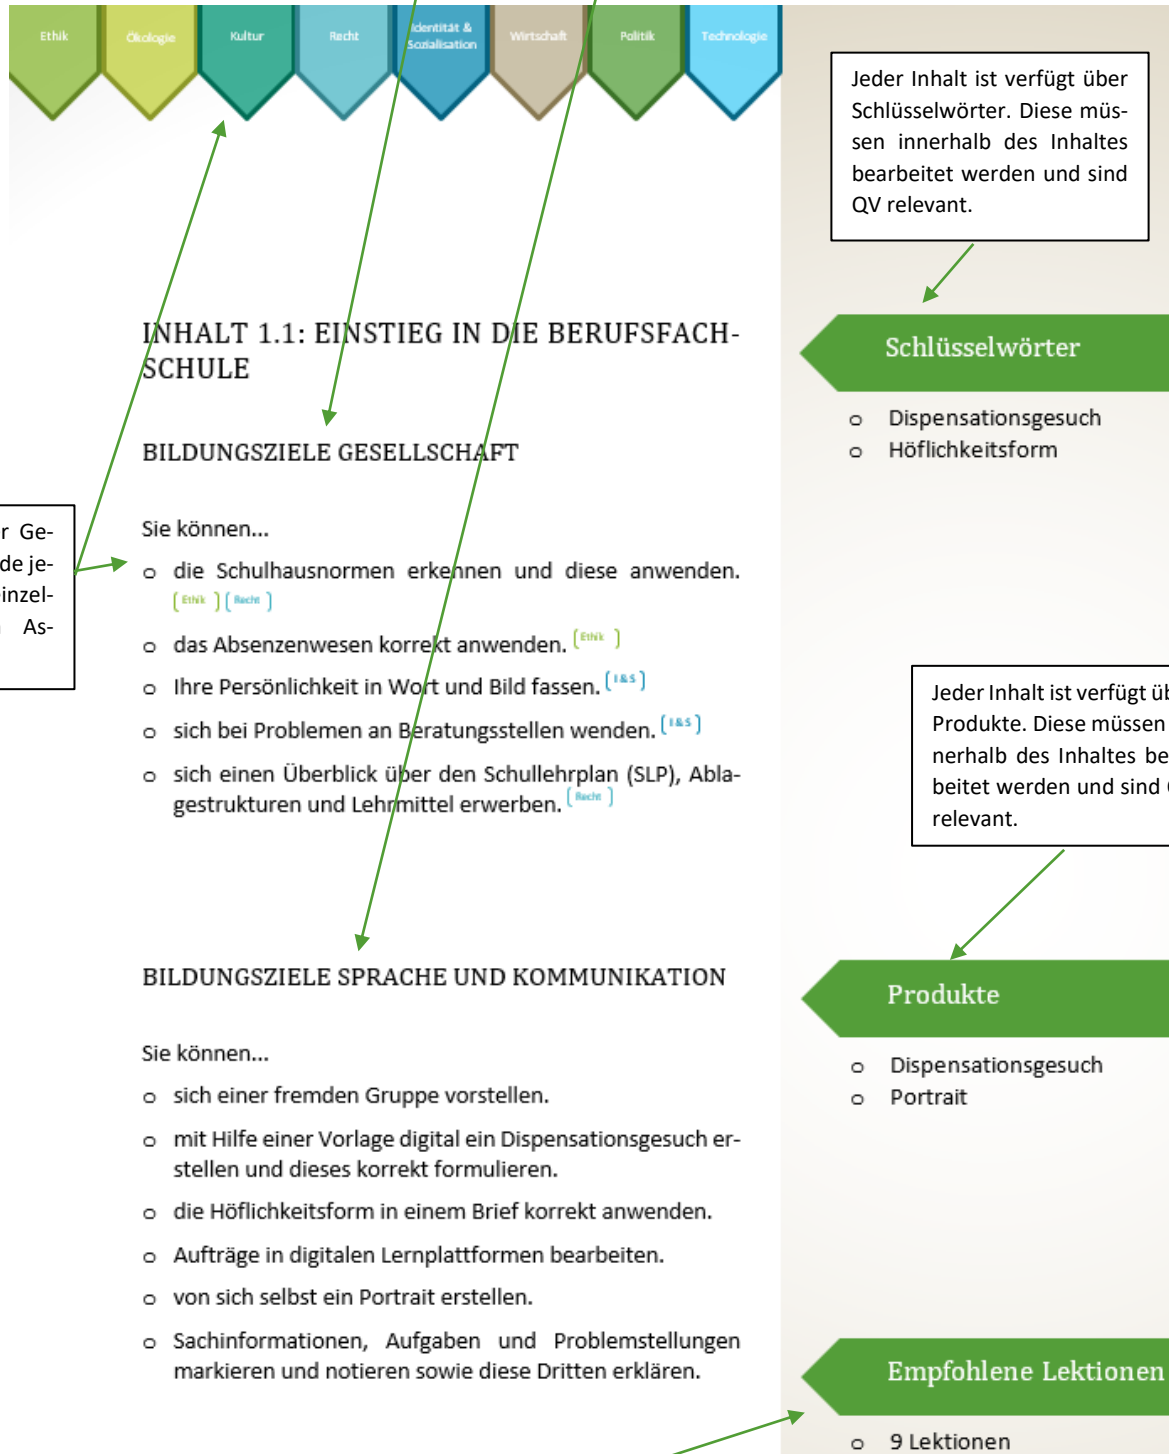 Ethik
Ökologie
Kultur
Recht
Identität &
Sozialisation
Wirtschaft
Politik
Technologie
Jeder Inhalt ist verfügt über
Schlüsselwörter. Diese müs-
sen innerhalb des Inhaltes
bearbeitet werden und sind
QV relevant.
INHALT 1.1: EINSTIEG IN DIE BERUFSFACH-
SCHULE
Schlüsselwörter
o Dispensationsgesuch
o Höflichkeitsform
BILDUNGSZIELE GESELLSCHAFT
r Ge-
de je-
einzel-
As-
Sie können...
o die Schulhausnormen erkennen und diese anwenden.
[Ethik] [Recht]
o das Absenzenwesen korrekt anwenden. [Ethik]
o Ihre Persönlichkeit in Wort und Bild fassen. [I&S]
o sich bei Problemen an Beratungsstellen wenden. [I&S]
o sich einen Überblick über den Schullehrplan (SLP), Abla-
gestrukturen und Lehrmittel erwerben. [Recht]
Jeder Inhalt ist verfügt üb
Produkte. Diese müssen
nerhalb des Inhaltes be
beitet werden und sind
relevant.
BILDUNGSZIELE SPRACHE UND KOMMUNIKATION
Produkte
o Dispensationsgesuch
o Portrait
Sie können...
o sich einer fremden Gruppe vorstellen.
o mit Hilfe einer Vorlage digital ein Dispensationsgesuch er-
stellen und dieses korrekt formulieren.
o die Höflichkeitsform in einem Brief korrekt anwenden.
o Aufträge in digitalen Lernplattformen bearbeiten.
o von sich selbst ein Portrait erstellen.
o Sachinformationen, Aufgaben und Problemstellungen
markieren und notieren sowie diese Dritten erklären.
Empfohlene Lektionen
o 9 Lektionen